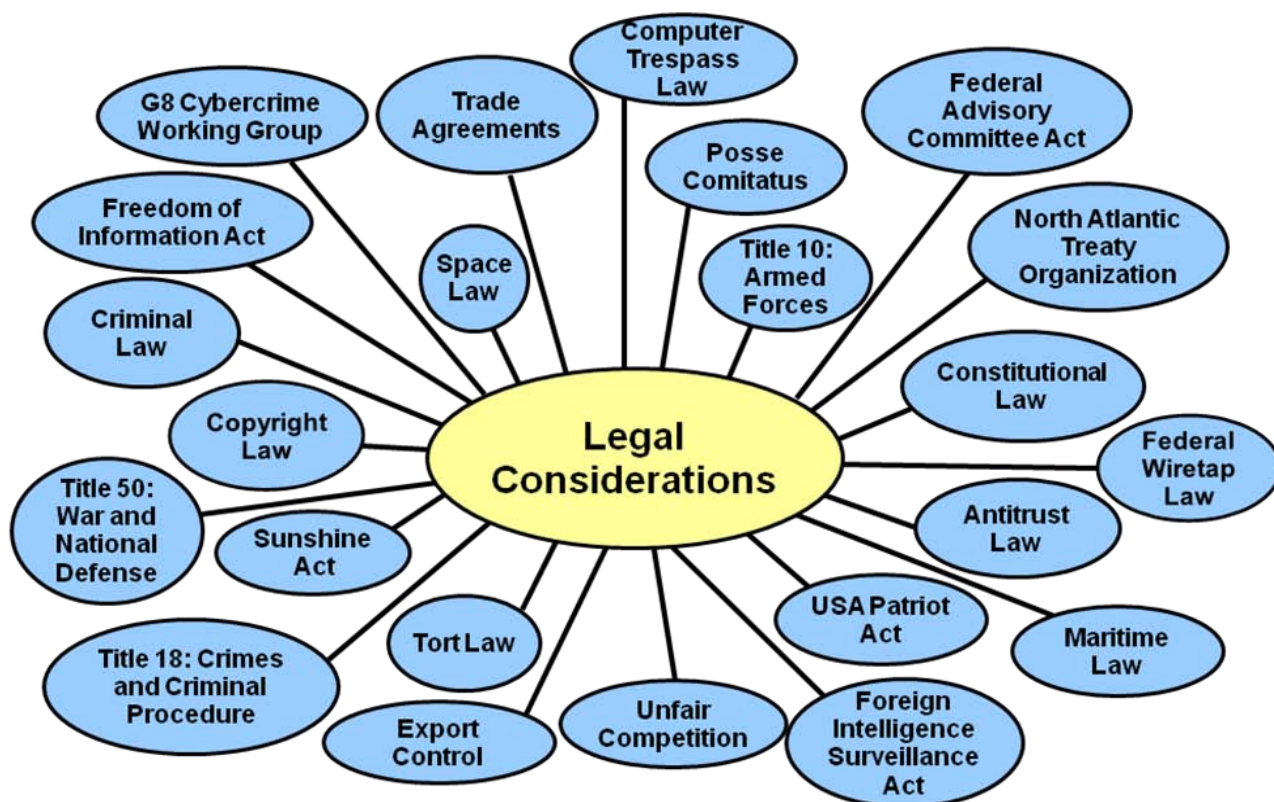 Computer
Trespass
Law
G8 Cybercrime
Working Group
Trade
Agreements
Federal
Advisory
Committee Act
Posse
Comitatus
Freedom of
Information Act
Space
Law
Title 10:
Armed
Forces
North Atlantic
Treaty
Organization
Criminal
Law
Constitutional
Law
Copyright
Law
Legal
Considerations
Federal
Wiretap
Law
Title 50:
War and
National
Defense
Sunshine
Act
Antitrust
Law
USA Patriot
Act
Maritime
Law
Tort Law
Title 18: Crimes
and Criminal
Procedure
Export
Control
Unfair
Competition
Foreign
Intelligence
Surveillance
Act